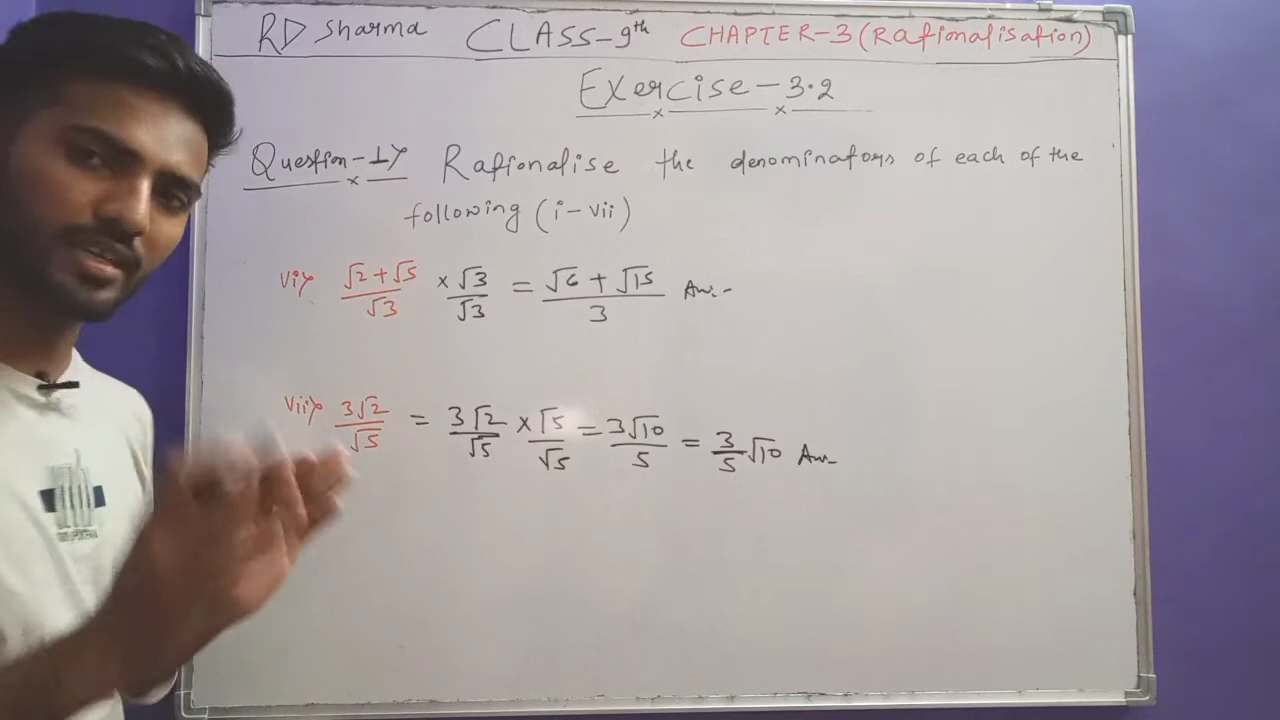 RD Sharma CLASS-9th CHAPTER-3 (Rationalisation)
Exercise-3.2
Question-1) Rationalise the denominators of each of the
following (i-vii)
vi) (√2+√5)/√3 × √3/√3 = (√6+√15)/3 Ans.-
vii) 3√2/√5 = 3√2/√5 × √5/√5 = 3√10/5 = 3/5 √10 Ans-